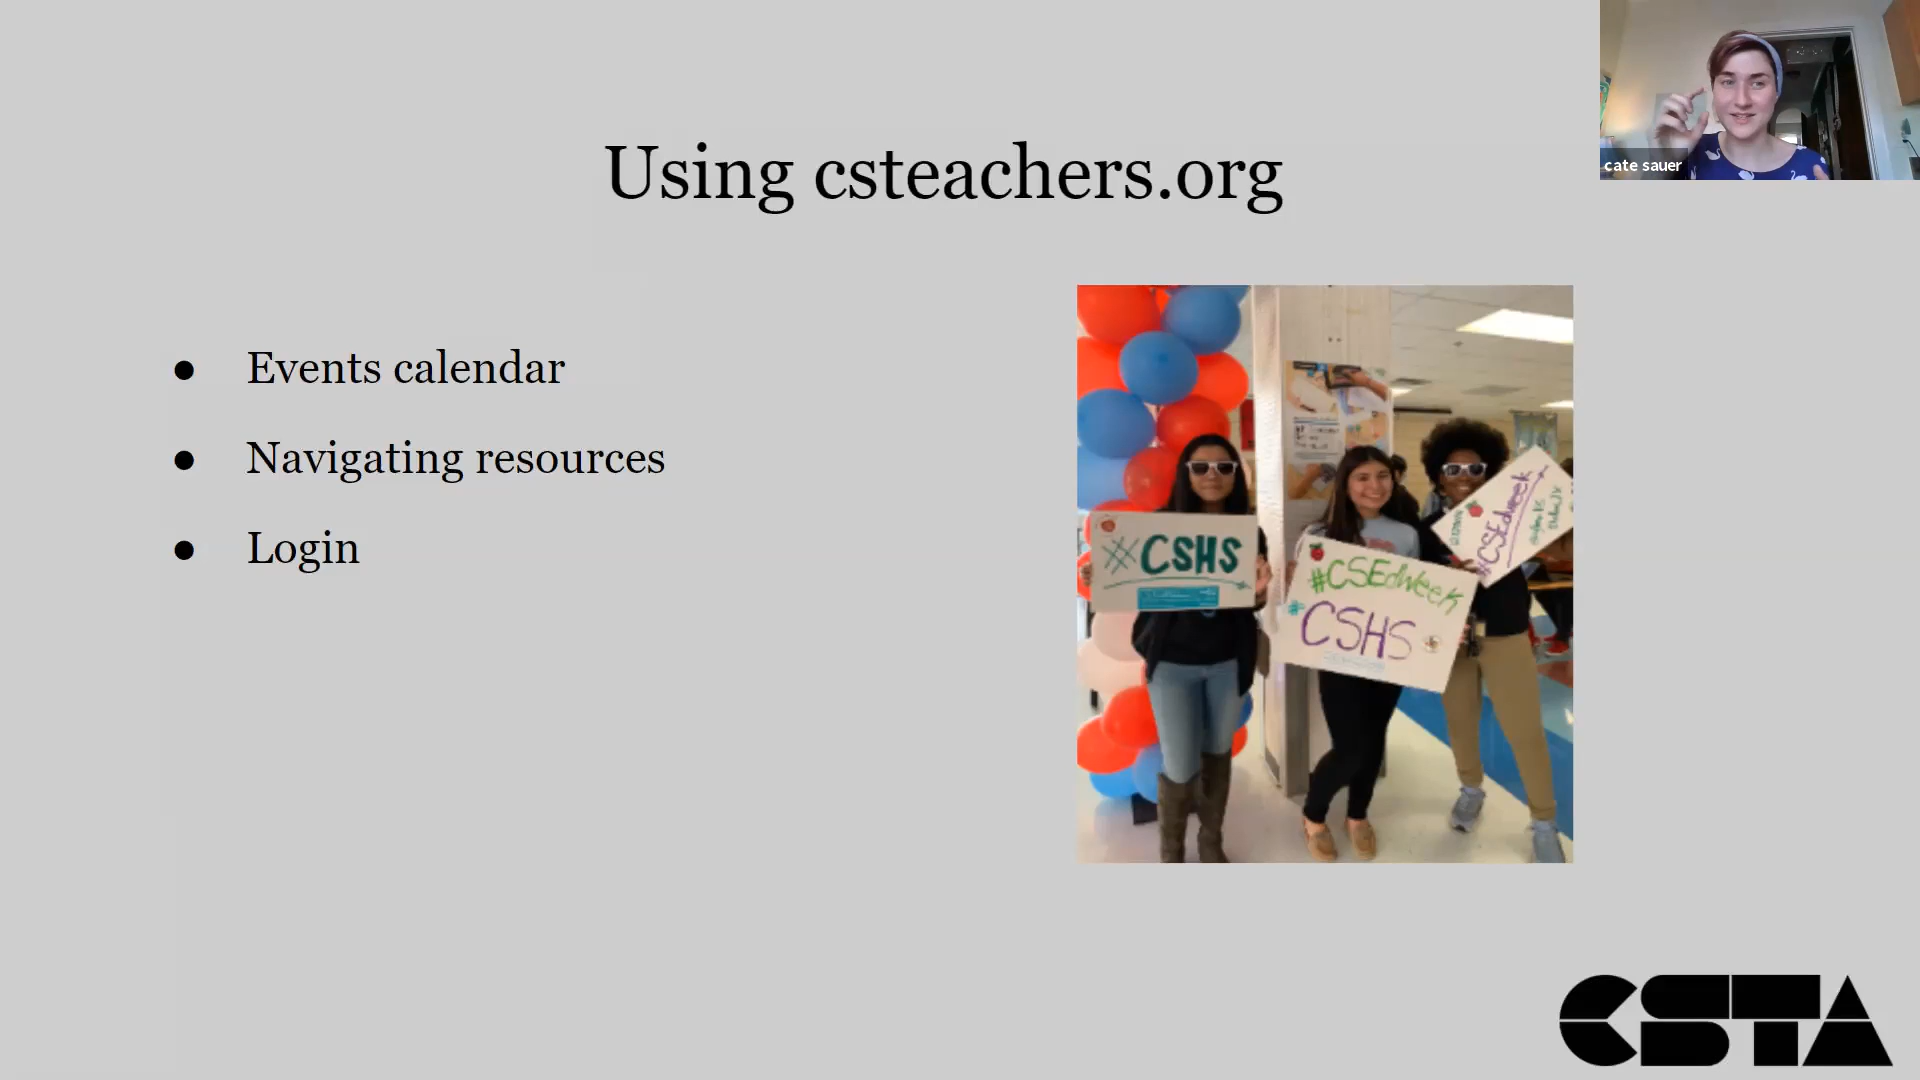 cate sauer
Using csteachers.org
● Events calendar
● Navigating resources
● Login
#CSHS
#CSEdweek
#CSHS
#CSEdweek
CSTA